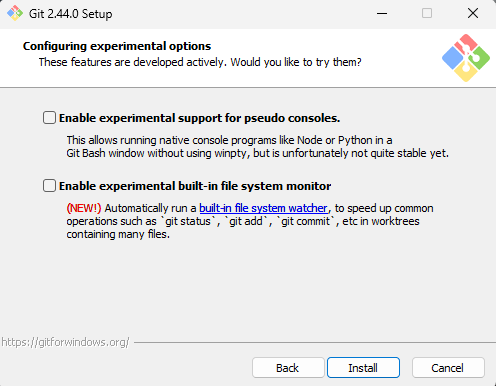 Git 2.44.0 Setup
Configuring experimental options
These features are developed actively. Would you like to try them?
Enable experimental support for pseudo consoles.
This allows running native console programs like Node or Python in a
Git Bash window without using winpty, but is unfortunately not quite stable yet.
Enable experimental built-in file system monitor
(NEW!) Automatically run a built-in file system watcher, to speed up common
operations such as `git status`, `git add`, `git commit`, etc in worktrees
containing many files.
https://gitforwindows.org/
Back
Install
Cancel